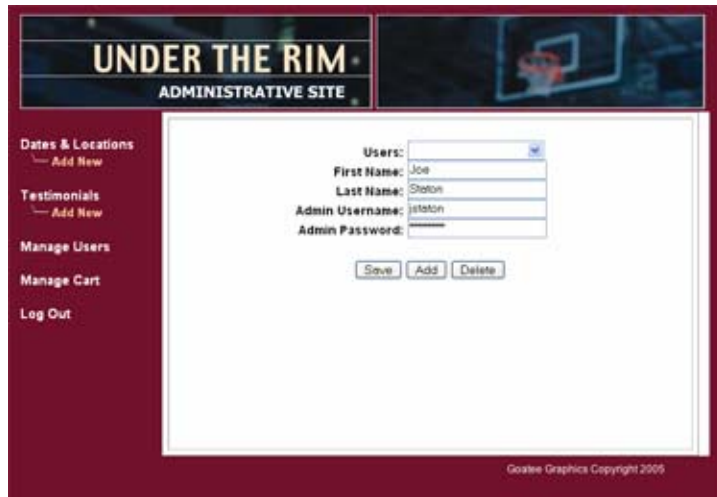 UNDER THE RIM
ADMINISTRATIVE SITE
Dates & Locations
Add New
Testimonials
Add New
Manage Users
Manage Cart
Log Out
Users:
First Name: Joe
Last Name: Staton
Admin Username: jstaton
Admin Password:
Save Add Delete
Goatee Graphics Copyright 2005